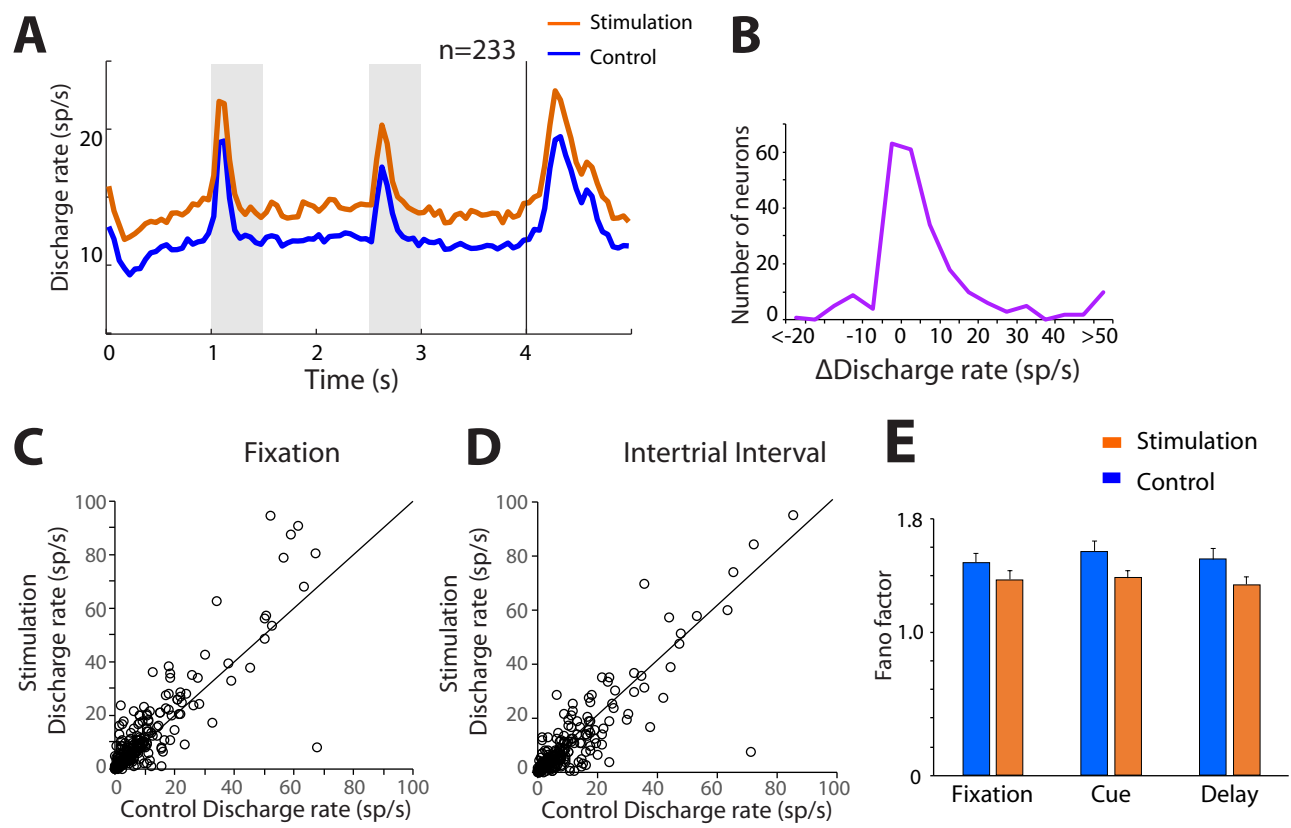 A
n=233
Stimulation
Control
Discharge rate (sp/s)
20
10
0 1 2 3 4
Time (s)
B
Number of neurons
60
40
20
0
<-20 -10 0 10 20 30 40 >50
ΔDischarge rate (sp/s)
C
Fixation
Stimulation
Discharge rate (sp/s)
100
80
60
40
20
0
0 20 40 60 80 100
Control Discharge rate (sp/s)
D
Intertrial Interval
Stimulation
Discharge rate (sp/s)
100
80
60
40
20
0
0 20 40 60 80 100
Control Discharge rate (sp/s)
E
Stimulation
Control
Fano factor
1.8
1.0
0
Fixation Cue Delay